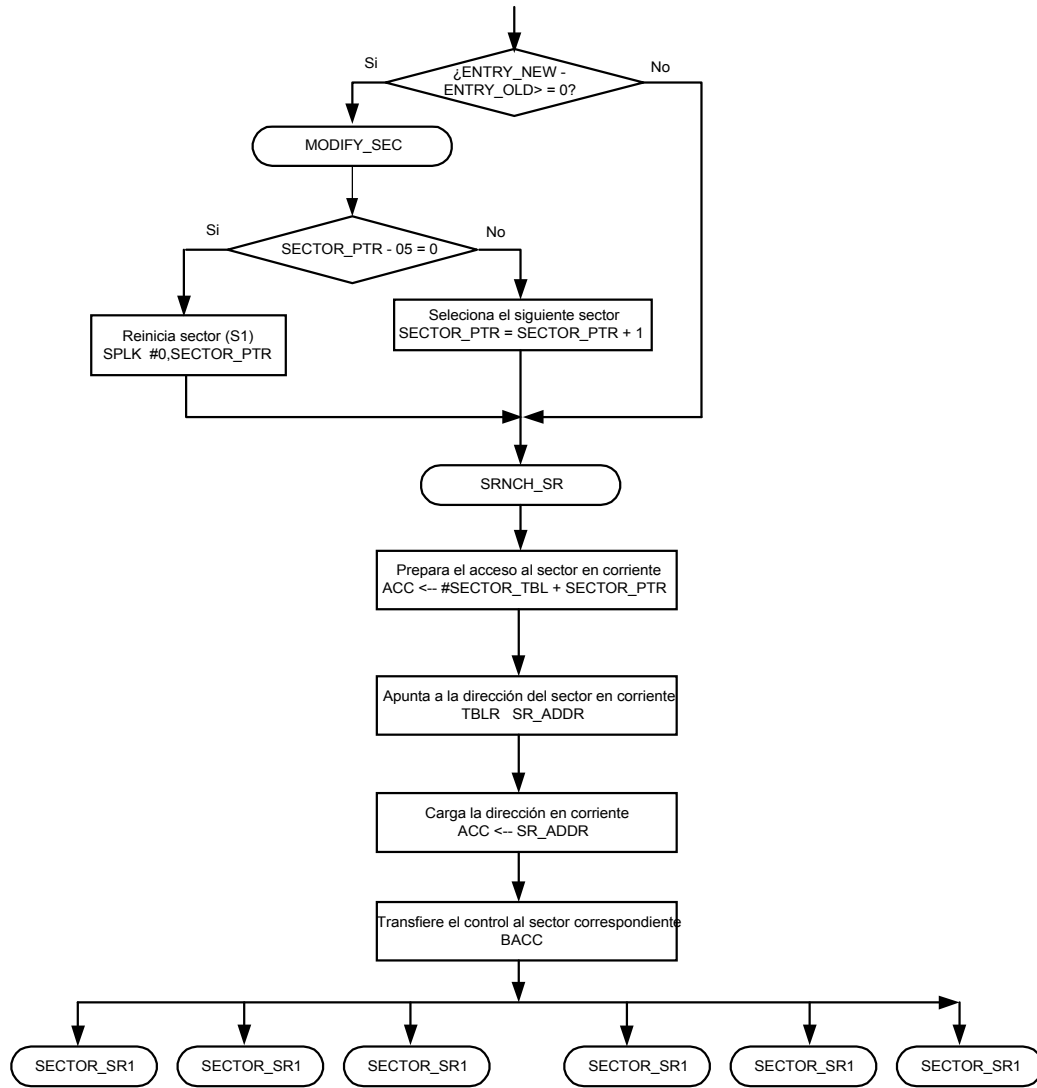 Si
¿ENTRY_NEW -
ENTRY_OLD> = 0?
No
MODIFY_SEC
Si
SECTOR_PTR - 05 = 0
No
Reinicia sector (S1)
SPLK #0,SECTOR_PTR
Seleciona el siguiente sector
SECTOR_PTR = SECTOR_PTR + 1
SRNCH_SR
Prepara el acceso al sector en corriente
ACC <-- #SECTOR_TBL + SECTOR_PTR
Apunta a la dirección del sector en corriente
TBLR SR_ADDR
Carga la dirección en corriente
ACC <-- SR_ADDR
Transfiere el control al sector correspondiente
BACC
SECTOR_SR1
SECTOR_SR1
SECTOR_SR1
SECTOR_SR1
SECTOR_SR1
SECTOR_SR1